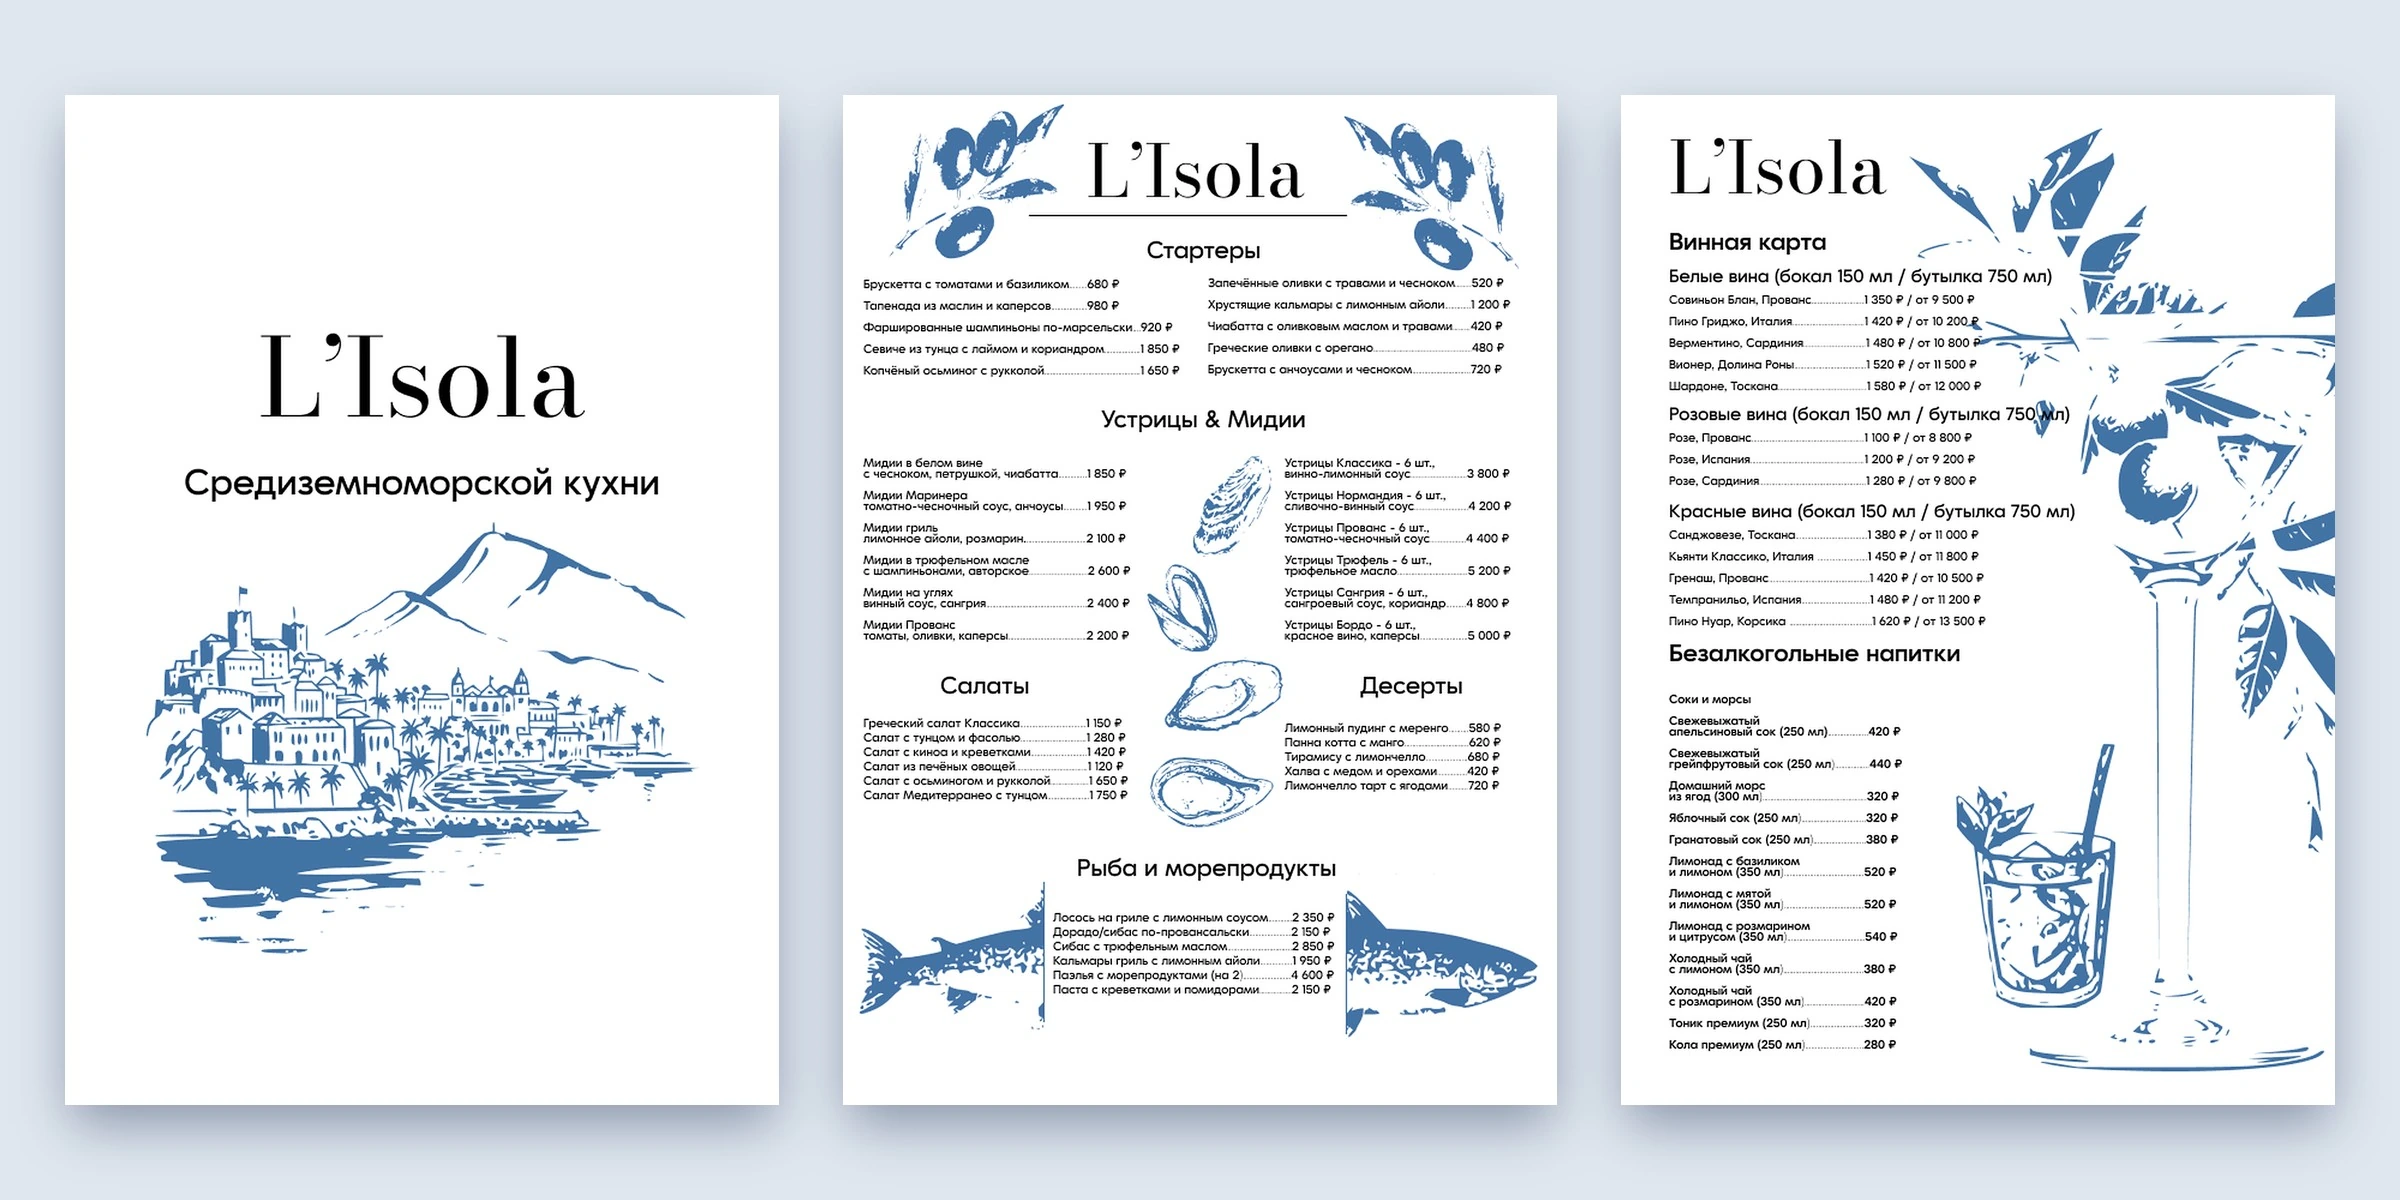 L’Isola
Средиземноморской кухни
L’Isola
Стартеры
Брускетта с томатами и базиликом......680 ₽
Тапенада из маслин и каперсов............980 ₽
Фаршированные шампиньоны по-марсельски...920 ₽
Севиче из тунца с лаймом и кориандром............1 850 ₽
Копчёный осьминог с рукколой................................1 650 ₽
Запечённые оливки с травами и чесноком.....520 ₽
Хрустящие кальмары с лимонным айоли........1 200 ₽
Чиабатта с оливковым маслом и травами......420 ₽
Греческие оливки с орегано................................480 ₽
Брускетта с анчоусами и чесноком...................720 ₽
Устрицы & Мидии
Мидии в белом вине
с чесноком, петрушкой, чиабатта.........1 850 ₽
Мидии Маринера
томатно-чесночный соус, анчоусы.......1 950 ₽
Мидии гриль
лимонное айоли, розмарин...................2 100 ₽
Мидии в трюфельном масле
с шампиньонами, авторское...................2 600 ₽
Мидии на углях
винный соус, сангрия................................2 400 ₽
Мидии Прованс
томаты, оливки, каперсы.........................2 200 ₽
Устрицы Классика - 6 шт.,
винно-лимонный соус..................3 800 ₽
Устрицы Нормандия - 6 шт.,
сливочно-винный соус.................4 200 ₽
Устрицы Прованс - 6 шт.,
томатно-чесночный соус...........4 400 ₽
Устрицы Трюфель - 6 шт.,
трюфельное масло......................5 200 ₽
Устрицы Сангрия - 6 шт.,
сангроевый соус, кориандр......4 800 ₽
Устрицы Бордо - 6 шт.,
красное вино, каперсы...............5 000 ₽
Салаты
Греческий салат Классика.....................1 150 ₽
Салат с тунцом и фасолью.....................1 280 ₽
Салат с киноа и креветками..................1 420 ₽
Салат из печёных овощей.......................1 120 ₽
Салат с осьминогом и рукколой............1 650 ₽
Салат Медитерранео с тунцом.............1 750 ₽
Десерты
Лимонный пудинг с меренго......580 ₽
Панна котта с манго.....................620 ₽
Тирамису с лимончелло..............680 ₽
Халва с медом и орехами..........420 ₽
Лимончелло тарт с ягодами......720 ₽
Рыба и морепродукты
Лосось на гриле с лимонным соусом.......2 350 ₽
Дорадо/сибас по-провансальски.............2 150 ₽
Сибас с трюфельным маслом....................2 850 ₽
Кальмары гриль с лимонным айоли..........1 950 ₽
Паэлья с морепродуктами (на 2)...............4 600 ₽
Паста с креветками и помидорами..........2 150 ₽
L’Isola
Винная карта
Белые вина (бокал 150 мл / бутылка 750 мл)
Совиньон Блан, Прованс.................1 350 ₽ / от 9 500 ₽
Пино Гриджо, Италия.......................1 420 ₽ / от 10 200 ₽
Верментино, Сардиния....................1 480 ₽ / от 10 800 ₽
Вионер, Долина Роны.......................1 520 ₽ / от 11 500 ₽
Шардоне, Тоскана............................1 580 ₽ / от 12 000 ₽
Розовые вина (бокал 150 мл / бутылка 750 мл)
Розе, Прованс...................................1 100 ₽ / от 8 800 ₽
Розе, Испания...................................1 200 ₽ / от 9 200 ₽
Розе, Сардиния.................................1 280 ₽ / от 9 800 ₽
Красные вина (бокал 150 мл / бутылка 750 мл)
Санджовезе, Тоскана.......................1 380 ₽ / от 11 000 ₽
Кьянти Классико, Италия .................1 450 ₽ / от 11 800 ₽
Гренаш, Прованс...............................1 420 ₽ / от 10 500 ₽
Темпранильо, Испания.....................1 480 ₽ / от 11 200 ₽
Пино Нуар, Корсика .........................1 620 ₽ / от 13 500 ₽
Безалкогольные напитки
Соки и морсы
Свежевыжатый
апельсиновый сок (250 мл).............420 ₽
Свежевыжатый
грейпфрутовый сок (250 мл)...........440 ₽
Домашний морс
из ягод (300 мл)................................320 ₽
Яблочный сок (250 мл)....................320 ₽
Гранатовый сок (250 мл).................380 ₽
Лимонад с базиликом
и лимоном (350 мл).........................520 ₽
Лимонад с мятой
и лимоном (350 мл).........................520 ₽
Лимонад с розмарином
и цитрусом (350 мл)........................540 ₽
Холодный чай
с лимоном (350 мл).........................380 ₽
Холодный чай
с розмарином (350 мл)...................420 ₽
Тоник премиум (250 мл).................320 ₽
Кола премиум (250 мл)...................280 ₽